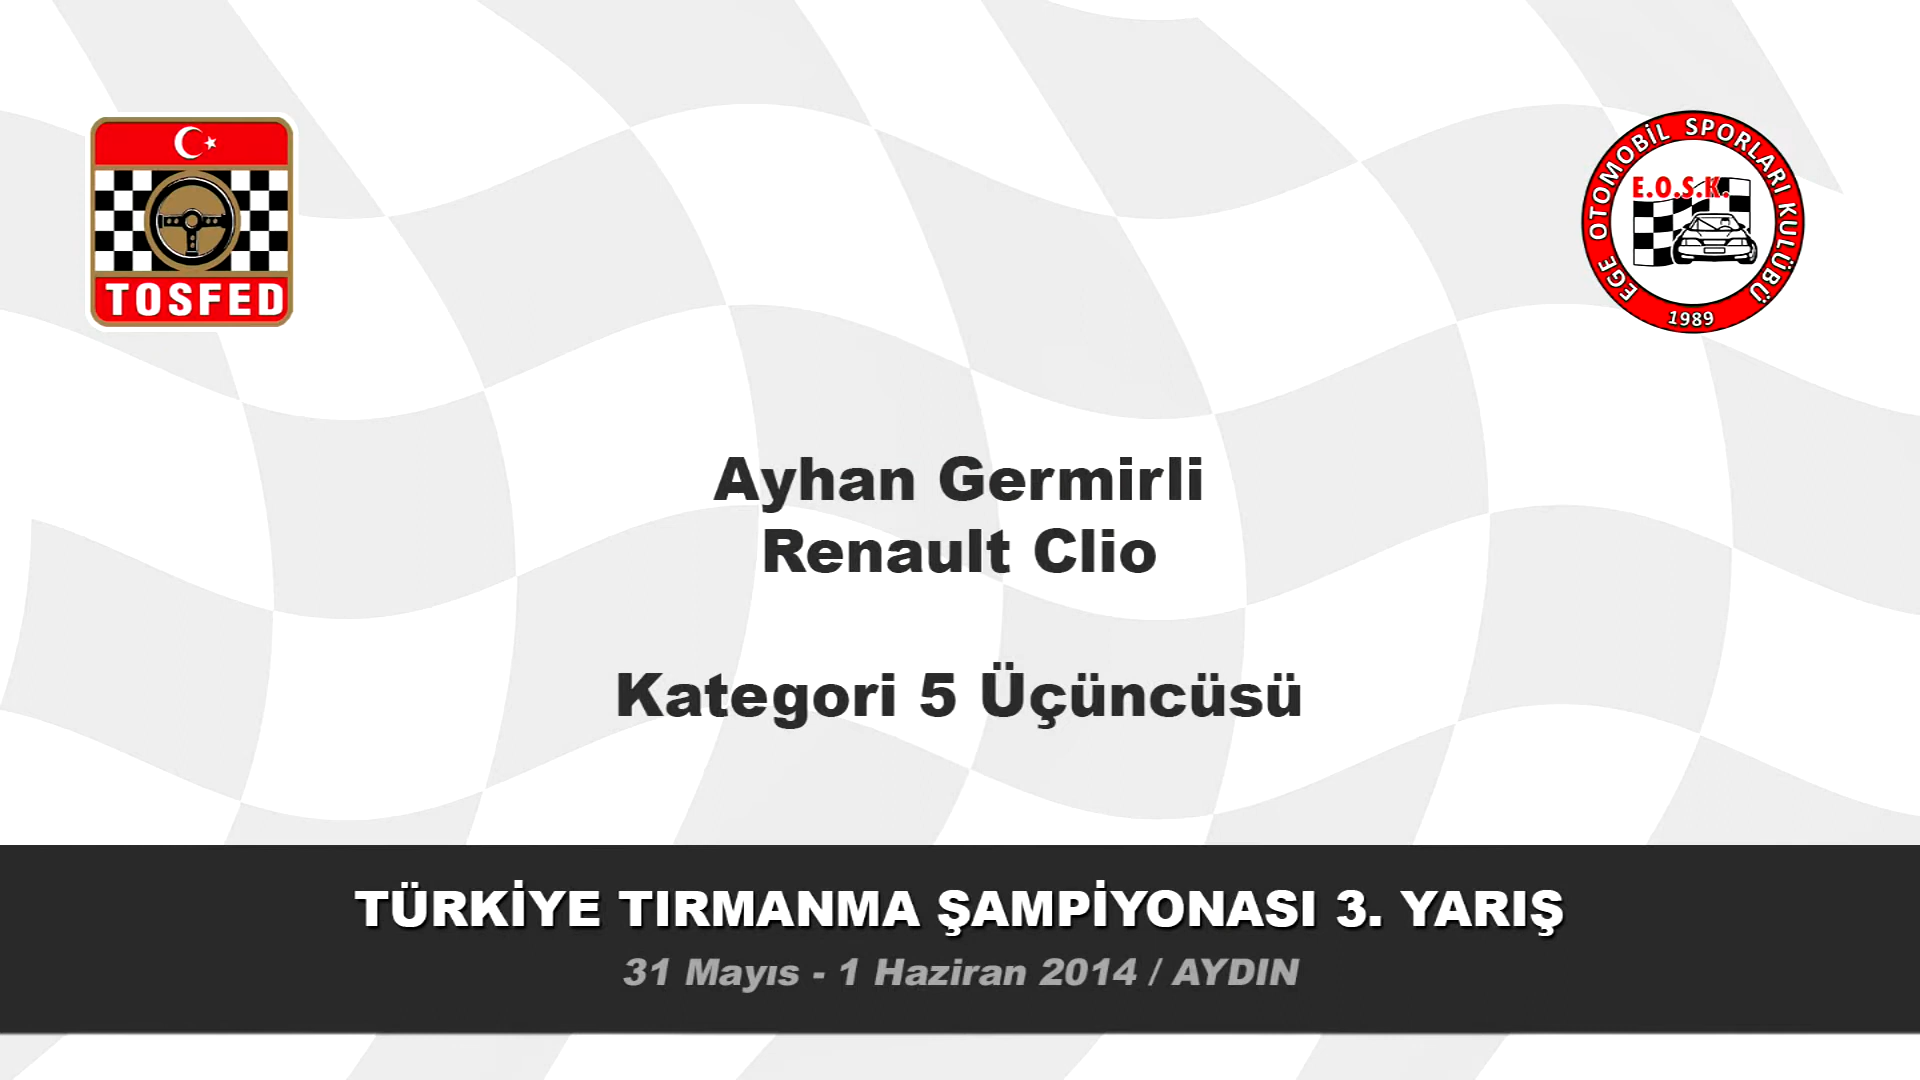 TOSFED
EGE OTOMOBİL SPORLARI KULÜBÜ
E.O.S.K.
1989
Ayhan Germirli
Renault Clio
Kategori 5 Üçüncüsü
TÜRKİYE TIRMANMA ŞAMPİYONASI 3. YARIŞ
31 Mayıs - 1 Haziran 2014 / AYDIN